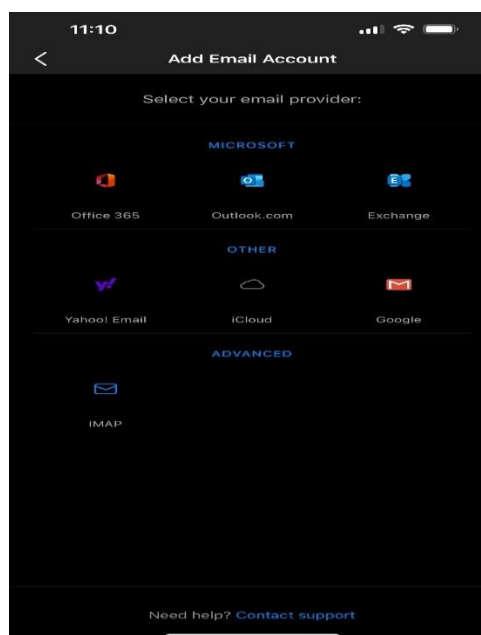 11:10
Add Email Account
Select your email provider:
MICROSOFT
Office 365 Outlook.com Exchange
OTHER
Yahoo! Email iCloud Google
ADVANCED
IMAP
Need help? Contact support